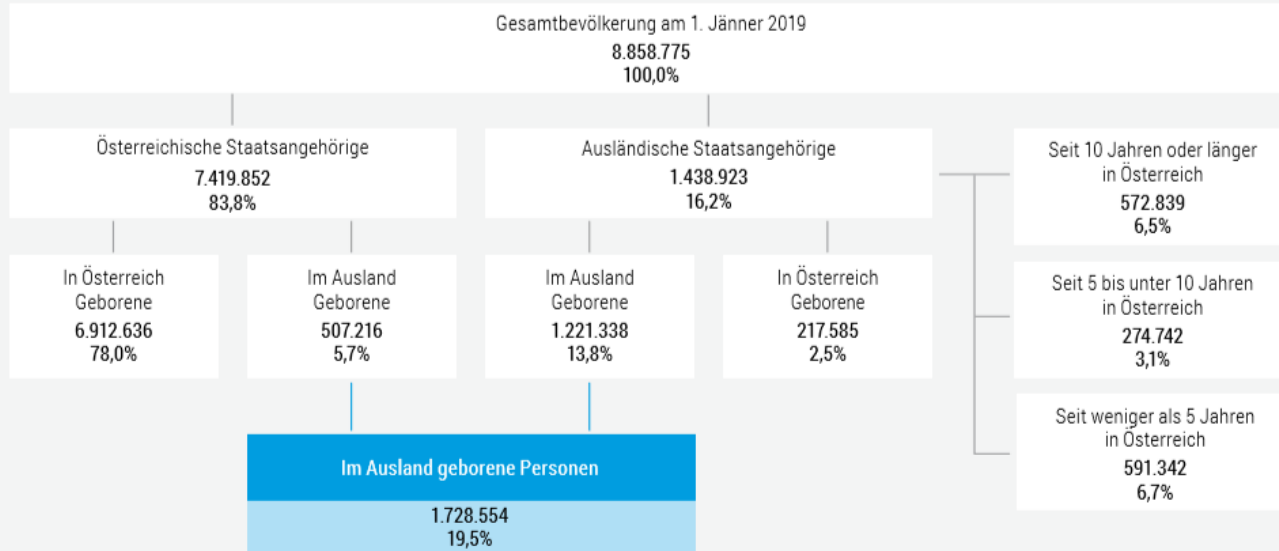 Gesamtbevölkerung am 1. Jänner 2019
8.858.775
100,0%
Österreichische Staatsangehörige
7.419.852
83,8%
Ausländische Staatsangehörige
1.438.923
16,2%
Seit 10 Jahren oder länger
in Österreich
572.839
6,5%
In Österreich
Geborene
6.912.636
78,0%
Im Ausland
Geborene
507.216
5,7%
Im Ausland
Geborene
1.221.338
13,8%
In Österreich
Geborene
217.585
2,5%
Seit 5 bis unter 10 Jahren
in Österreich
274.742
3,1%
Seit weniger als 5 Jahren
in Österreich
591.342
6,7%
Im Ausland geborene Personen
1.728.554
19,5%